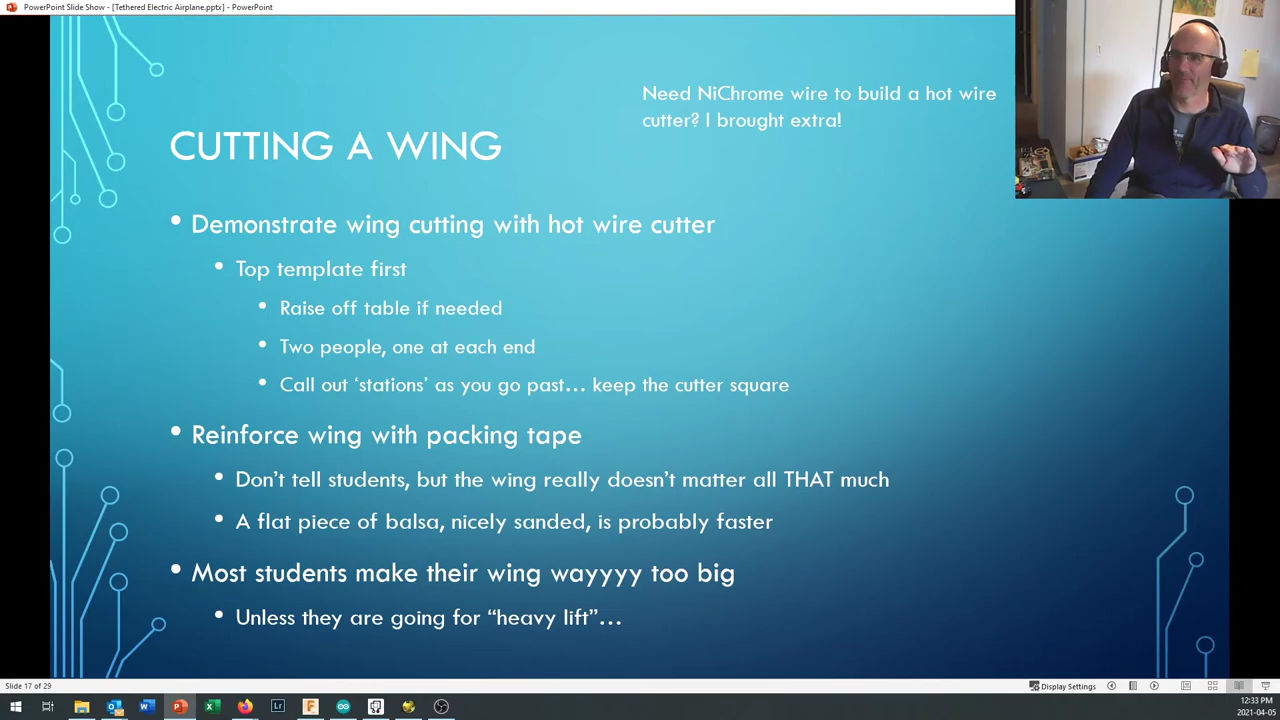 PowerPoint Slide Show - [Tethered Electric Airplane.pptx] - PowerPoint
Need NiChrome wire to build a hot wire
cutter? I brought extra!
CUTTING A WING
• Demonstrate wing cutting with hot wire cutter
• Top template first
• Raise off table if needed
• Two people, one at each end
• Call out ‘stations’ as you go past… keep the cutter square
• Reinforce wing with packing tape
• Don’t tell students, but the wing really doesn’t matter all THAT much
• A flat piece of balsa, nicely sanded, is probably faster
• Most students make their wing wayyyy too big
• Unless they are going for “heavy lift”…
Slide 17 of 29
Display Settings
12:33 PM
2021-04-05